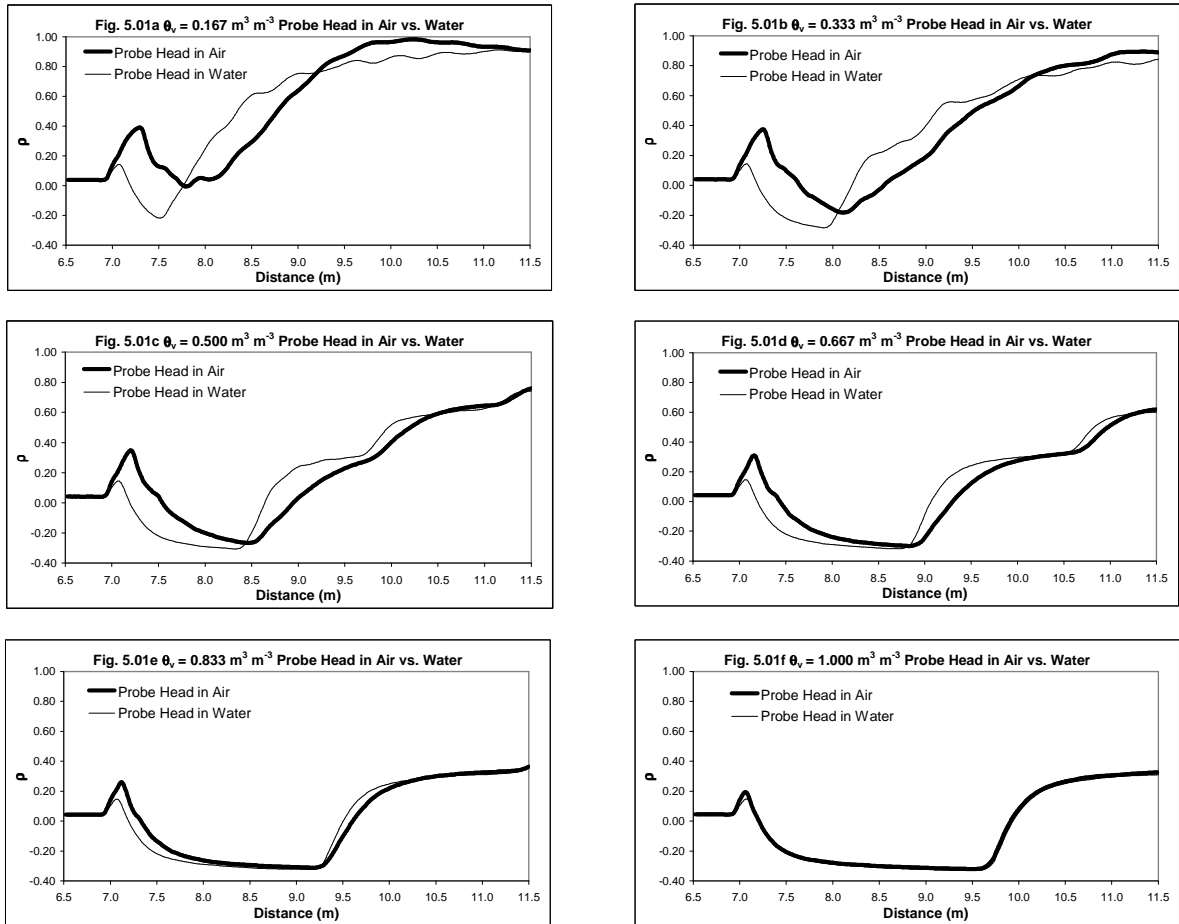 Fig. 5.01a θv = 0.167 m³ m⁻³ Probe Head in Air vs. Water
1.00
0.80
0.60
0.40
0.20
0.00
-0.20
-0.40
ρ
Probe Head in Air
Probe Head in Water
6.5 7.0 7.5 8.0 8.5 9.0 9.5 10.0 10.5 11.0 11.5
Distance (m)
Fig. 5.01b θv = 0.333 m³ m⁻³ Probe Head in Air vs. Water
1.00
0.80
0.60
0.40
0.20
0.00
-0.20
-0.40
ρ
Probe Head in Air
Probe Head in Water
6.5 7.0 7.5 8.0 8.5 9.0 9.5 10.0 10.5 11.0 11.5
Distance (m)
Fig. 5.01c θv = 0.500 m³ m⁻³ Probe Head in Air vs. Water
1.00
0.80
0.60
0.40
0.20
0.00
-0.20
-0.40
ρ
Probe Head in Air
Probe Head in Water
6.5 7.0 7.5 8.0 8.5 9.0 9.5 10.0 10.5 11.0 11.5
Distance (m)
Fig. 5.01d θv = 0.667 m³ m⁻³ Probe Head in Air vs. Water
1.00
0.80
0.60
0.40
0.20
0.00
-0.20
-0.40
ρ
Probe Head in Air
Probe Head in Water
6.5 7.0 7.5 8.0 8.5 9.0 9.5 10.0 10.5 11.0 11.5
Distance (m)
Fig. 5.01e θv = 0.833 m³ m⁻³ Probe Head in Air vs. Water
1.00
0.80
0.60
0.40
0.20
0.00
-0.20
-0.40
ρ
Probe Head in Air
Probe Head in Water
6.5 7.0 7.5 8.0 8.5 9.0 9.5 10.0 10.5 11.0 11.5
Distance (m)
Fig. 5.01f θv = 1.000 m³ m⁻³ Probe Head in Air vs. Water
1.00
0.80
0.60
0.40
0.20
0.00
-0.20
-0.40
ρ
Probe Head in Air
Probe Head in Water
6.5 7.0 7.5 8.0 8.5 9.0 9.5 10.0 10.5 11.0 11.5
Distance (m)